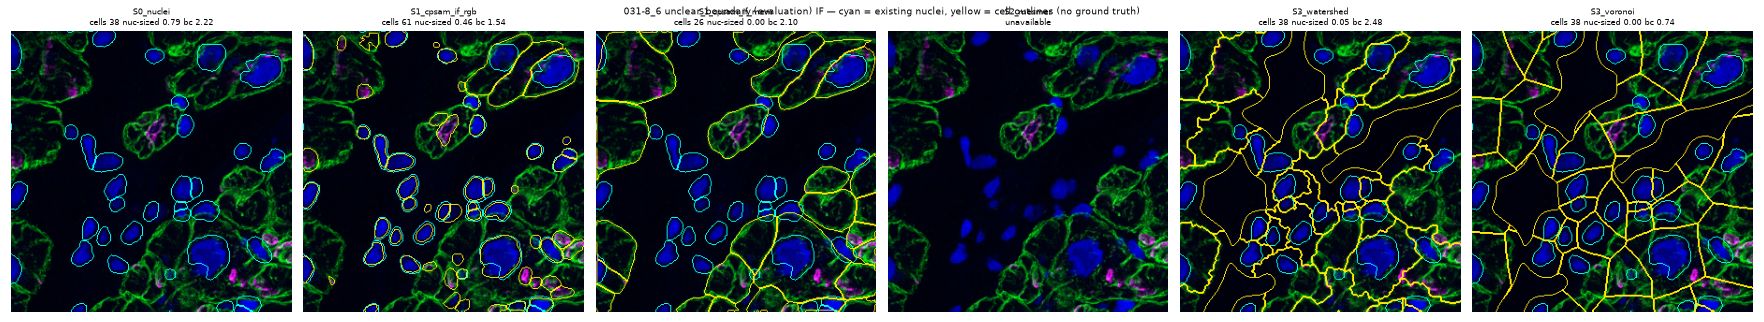 031-8_6 unclear boundary (evaluation) IF — cyan = existing nuclei, yellow = cell outlines (no ground truth)
S0_nuclei
cells 38 nuc-sized 0.79 bc 2.22
S1_cpsam_if_rgb
cells 61 nuc-sized 0.46 bc 1.54
cells 26 nuc-sized 0.00 bc 2.10
unavailable
S3_watershed
cells 38 nuc-sized 0.05 bc 2.48
S3_voronoi
cells 38 nuc-sized 0.00 bc 0.74